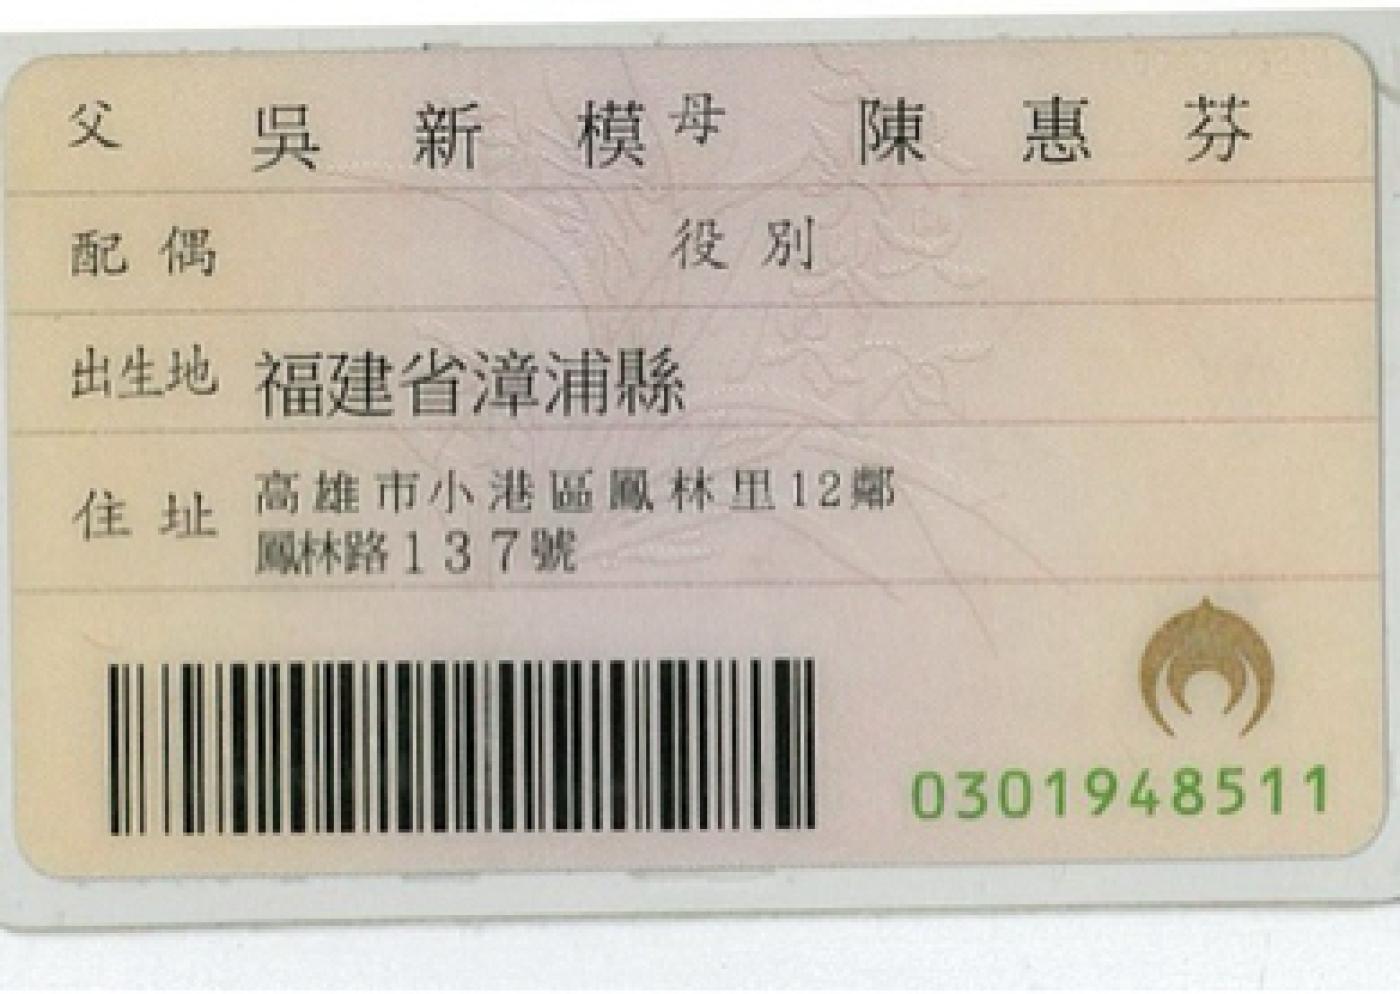 父 吳新模 母 陳惠芬
配偶 役別
出生地 福建省漳浦縣
住址 高雄市小港區鳳林里12鄰
鳳林路137號
0301948511